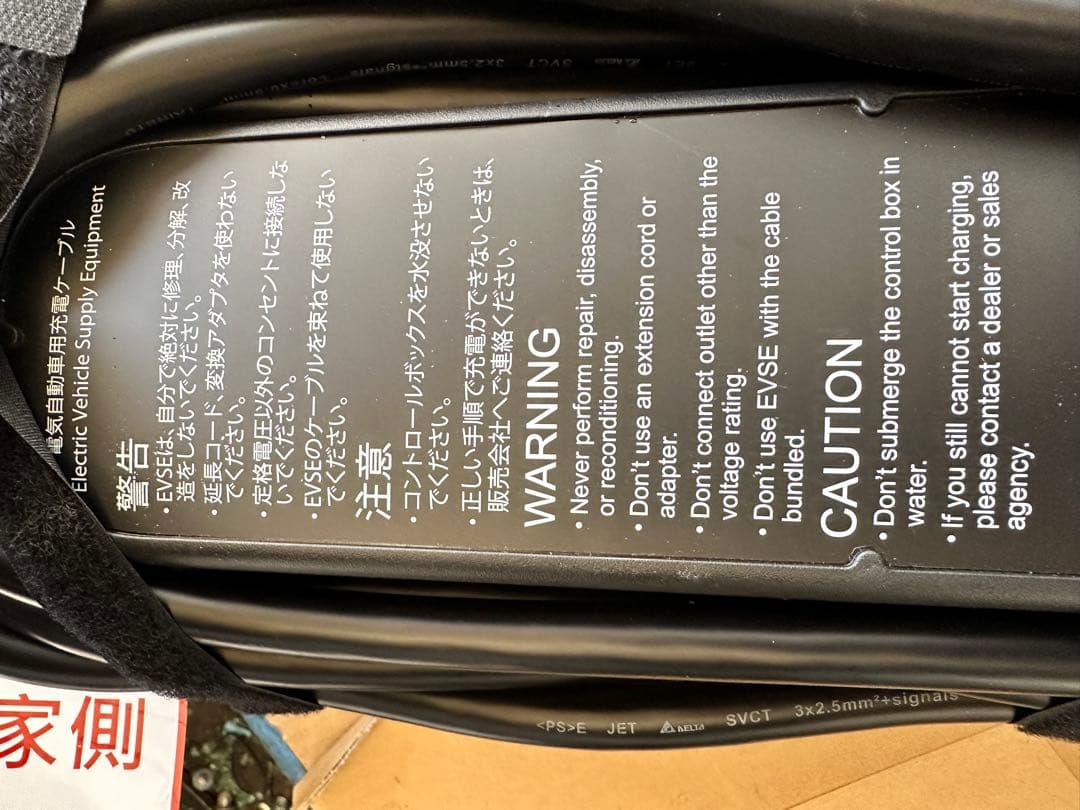 電気自動車用充電ケーブル
Electric Vehicle Supply Equipment
警告
・EVSEは、自分で絶対に修理、分解、改
造をしないでください。
・延長コード、変換アダプタを使わない
でください。
・定格電圧以外のコンセントに接続しな
いでください。
・EVSEのケーブルを束ねて使用しない
でください。
注意
・コントロールボックスを水没させない
でください。
・正しい手順で充電ができないときは、
販売会社へご連絡ください。
WARNING
• Never perform repair, disassembly,
or reconditioning.
• Don't use an extension cord or
adapter.
• Don't connect outlet other than the
voltage rating.
• Don't use EVSE with the cable
bundled.
CAUTION
• Don't submerge the control box in
water.
• If you still cannot start charging,
please contact a dealer or sales
agency.
<PS>E JET DELTA SVCT 3x2.5mm²+signals
SVCT 3x2.5mm²+signals
家側